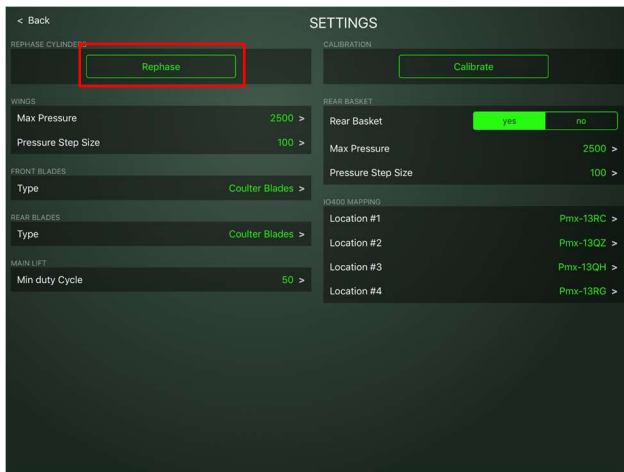 < Back
SETTINGS
REPHASE CYLINDERS
Rephase
WINGS
Max Pressure 2500 >
Pressure Step Size 100 >
FRONT BLADES
Type Coulter Blades >
REAR BLADES
Type Coulter Blades >
MAIN LIFT
Min duty Cycle 50 >
CALIBRATION
Calibrate
REAR BASKET
Rear Basket yes no
Max Pressure 2500 >
Pressure Step Size 100 >
IO400 MAPPING
Location #1 Pmx-13RC >
Location #2 Pmx-13QZ >
Location #3 Pmx-13QH >
Location #4 Pmx-13RG >